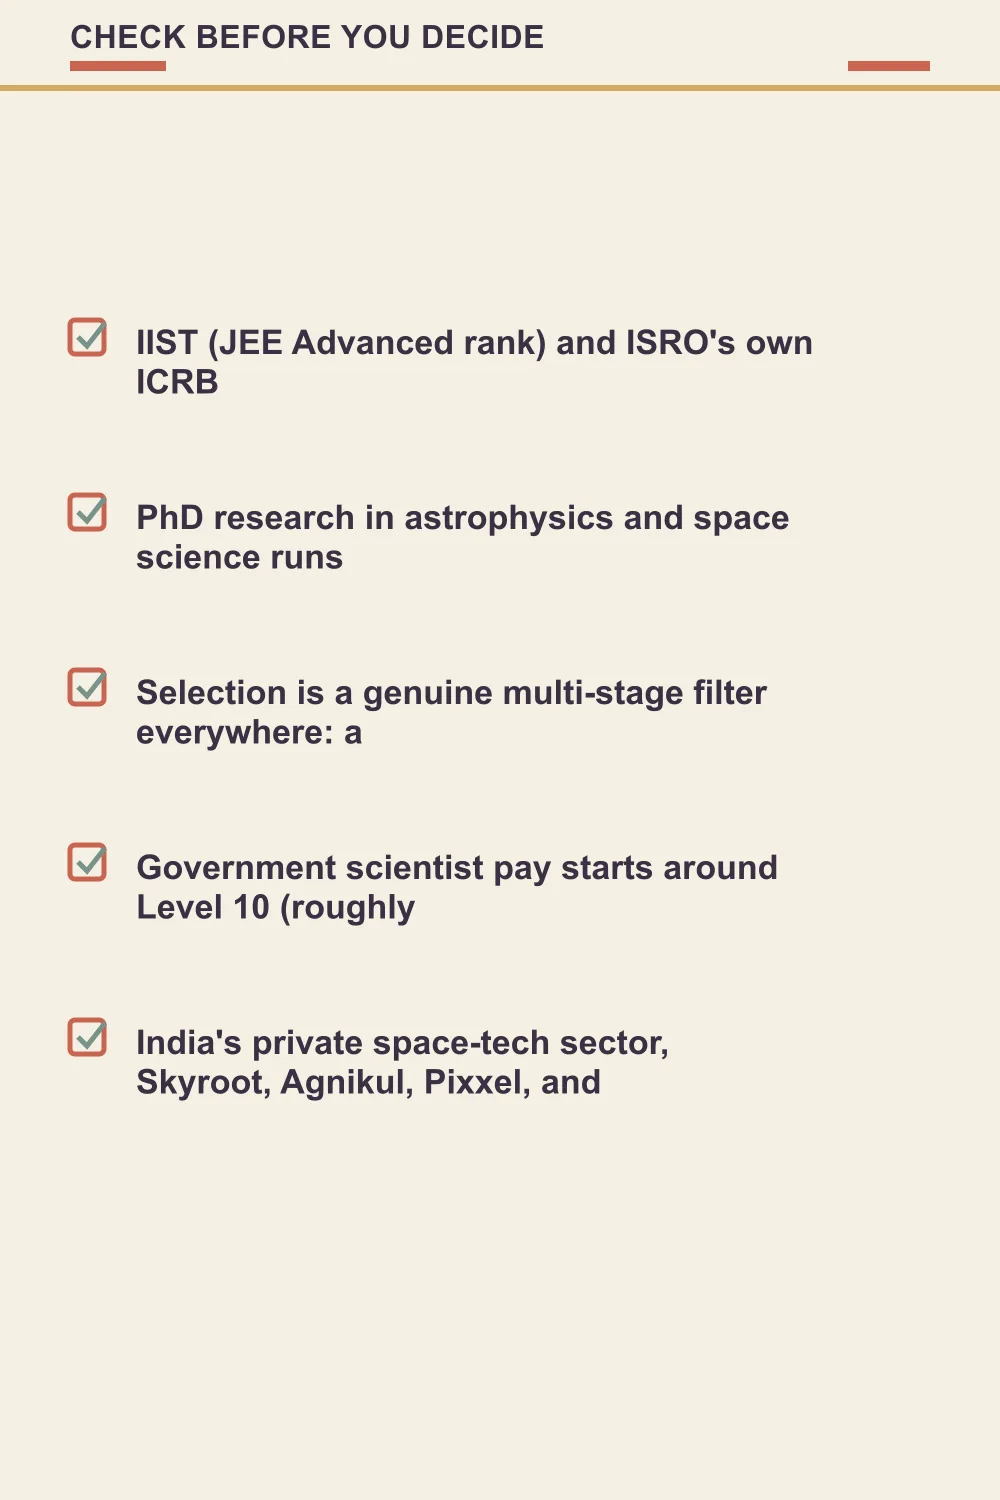 CHECK BEFORE YOU DECIDE
IIST (JEE Advanced rank) and ISRO's own
ICRB
PhD research in astrophysics and space
science runs
Selection is a genuine multi-stage filter
everywhere: a
Government scientist pay starts around
Level 10 (roughly
India's private space-tech sector,
Skyroot, Agnikul, Pixxel, and